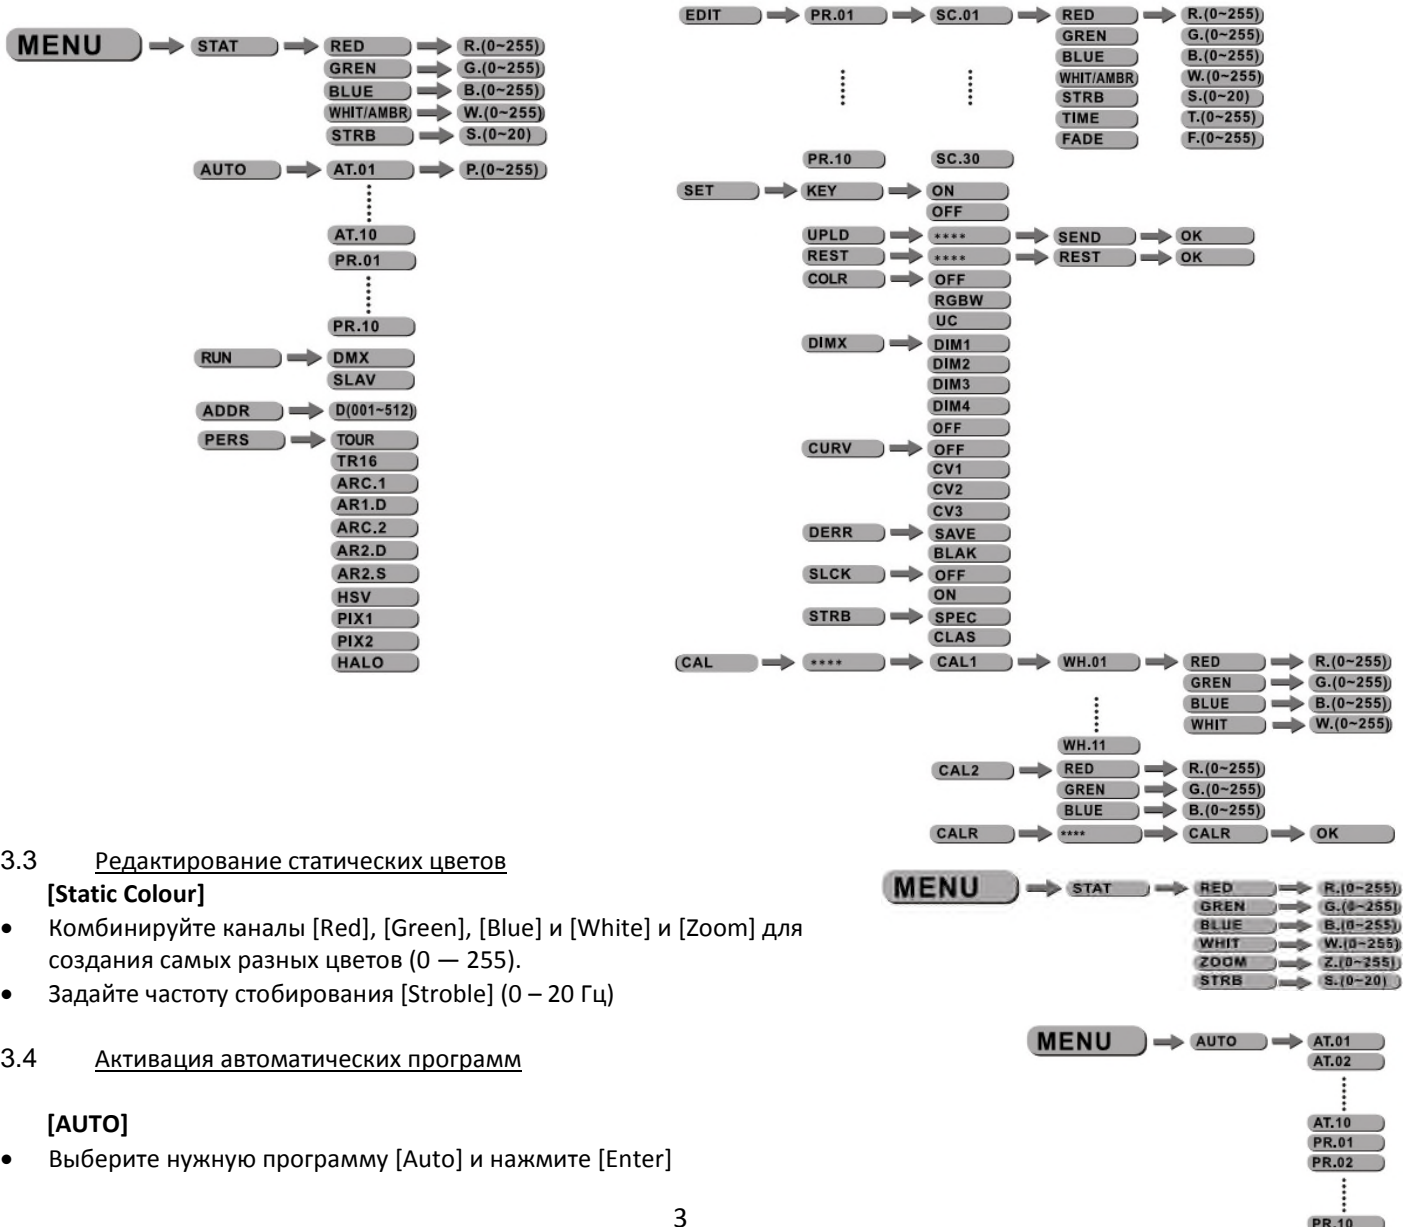 MENU STAT RED R.(0~255)
GREN G.(0~255)
BLUE B.(0~255)
WHIT/AMBR W.(0~255)
STRB S.(0~20)
AUTO AT.01 P.(0~255)
AT.10
PR.01
PR.10
RUN DMX
SLAV
ADDR D(001~512)
PERS TOUR
TR16
ARC.1
AR1.D
ARC.2
AR2.D
AR2.S
HSV
PIX1
PIX2
HALO
EDIT PR.01 SC.01 RED R.(0~255)
GREN G.(0~255)
BLUE B.(0~255)
WHIT/AMBR W.(0~255)
STRB S.(0~20)
TIME T.(0~255)
FADE F.(0~255)
PR.10 SC.30
SET KEY ON
OFF
UPLD **** SEND OK
REST **** REST OK
COLR OFF
RGBW
UC
DIMX DIM1
DIM2
DIM3
DIM4
OFF
CURV OFF
CV1
CV2
CV3
DERR SAVE
BLAK
SLCK OFF
ON
STRB SPEC
CLAS
CAL **** CAL1 WH.01 RED R.(0~255)
GREN G.(0~255)
BLUE B.(0~255)
WHIT W.(0~255)
WH.11
CAL2 RED R.(0~255)
GREN G.(0~255)
BLUE B.(0~255)
CALR **** CALR OK
3.3 Редактирование статических цветов
[Static Colour]
• Комбинируйте каналы [Red], [Green], [Blue] и [White] и [Zoom] для
создания самых разных цветов (0 — 255).
• Задайте частоту стобирования [Stroble] (0 – 20 Гц)
MENU STAT RED R.(0~255)
GREN G.(0~255)
BLUE B.(0~255)
WHIT W.(0~255)
ZOOM Z.(0~255)
STRB S.(0~20)
3.4 Активация автоматических программ
[AUTO]
• Выберите нужную программу [Auto] и нажмите [Enter]
MENU AUTO AT.01
AT.02
AT.10
PR.01
PR.02
PR.10
3